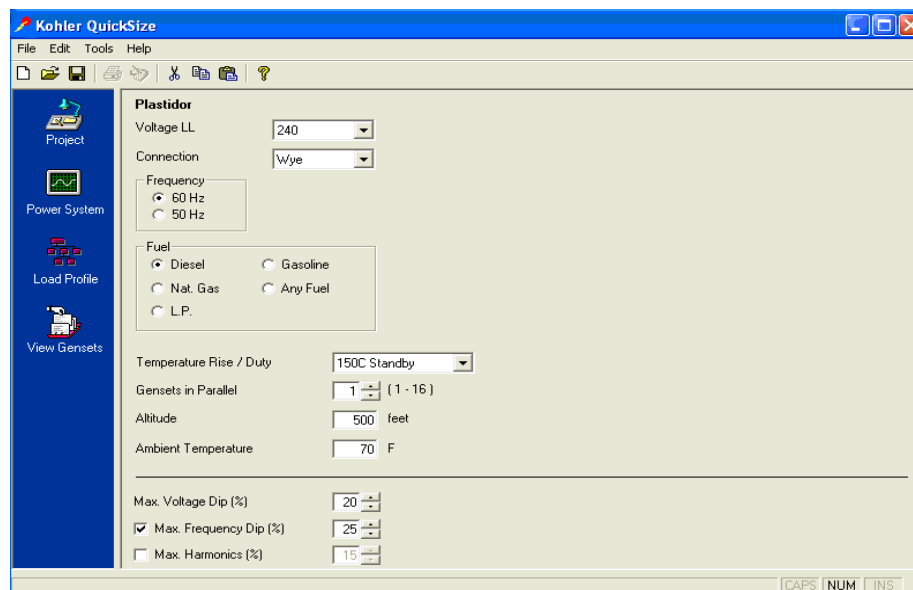 Kohler QuickSize
File Edit Tools Help
Project
Power System
Load Profile
View Gensets
Plastidor
Voltage LL 240
Connection Wye
Frequency
60 Hz
50 Hz
Fuel
Diesel Gasoline
Nat. Gas Any Fuel
L.P.
Temperature Rise / Duty 150C Standby
Gensets in Parallel 1 (1 - 16)
Altitude 500 feet
Ambient Temperature 70 F
Max. Voltage Dip (%) 20
Max. Frequency Dip (%) 25
Max. Harmonics (%) 15
CAPS NUM INS